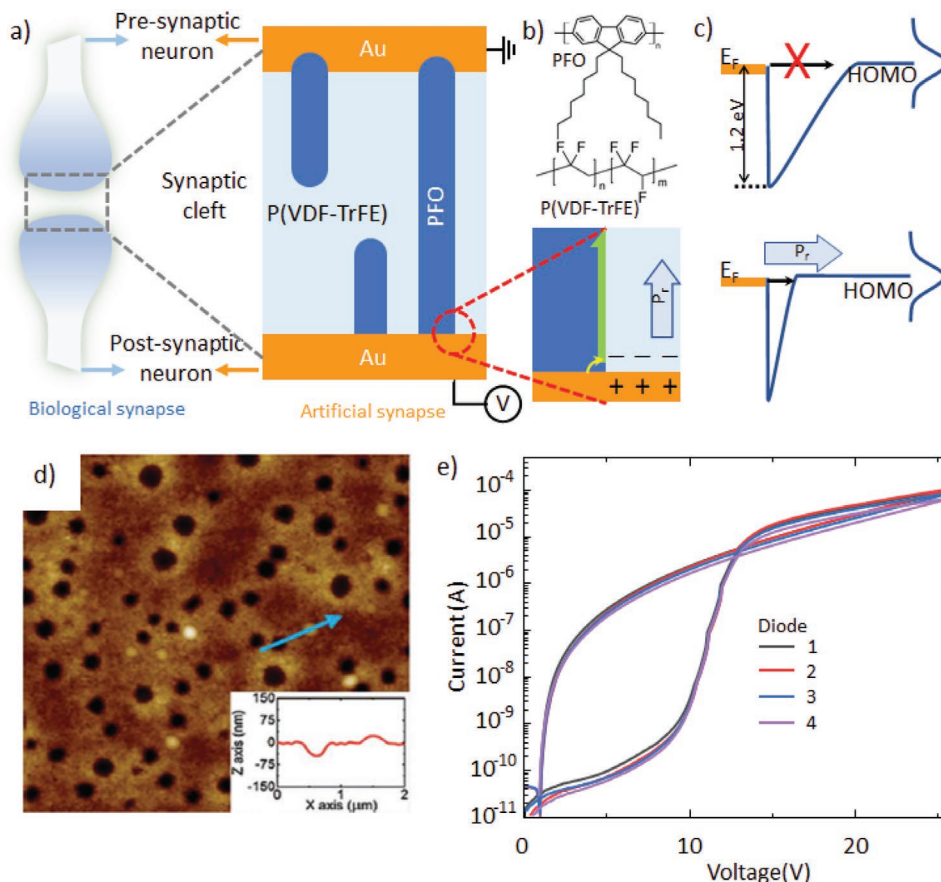 a)
Pre-synaptic
neuron
Au
Synaptic
cleft
P(VDF-TrFE)
PFO
Post-synaptic
neuron
Au
V
Biological synapse
Artificial synapse
b)
n
PFO
F F
F F
n
m
F
P(VDF-TrFE)
Pr
+ + +
c)
EF
X
HOMO
1.2 eV
Pr
EF
HOMO
d)
150
75
0
-75
-150
Z axis (nm)
0 1 2
X axis (μm)
e)
10-4
10-5
10-6
10-7
10-8
10-9
10-10
10-11
Current (A)
Diode
1
2
3
4
0 10 20
Voltage(V)